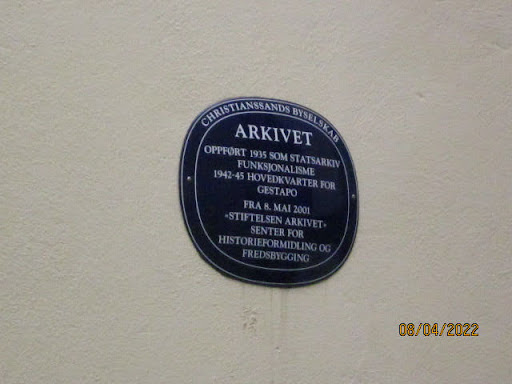 CHRISTIANSSANDS BYSELSKAB
ARKIVET
OPPFØRT 1935 SOM STATSARKIV
FUNKSJONALISME
1942-45 HOVEDKVARTER FOR
GESTAPO
FRA 8. MAI 2001
«STIFTELSEN ARKIVET»
SENTER FOR
HISTORIEFORMIDLING OG
FREDSBYGGING
08/04/2022